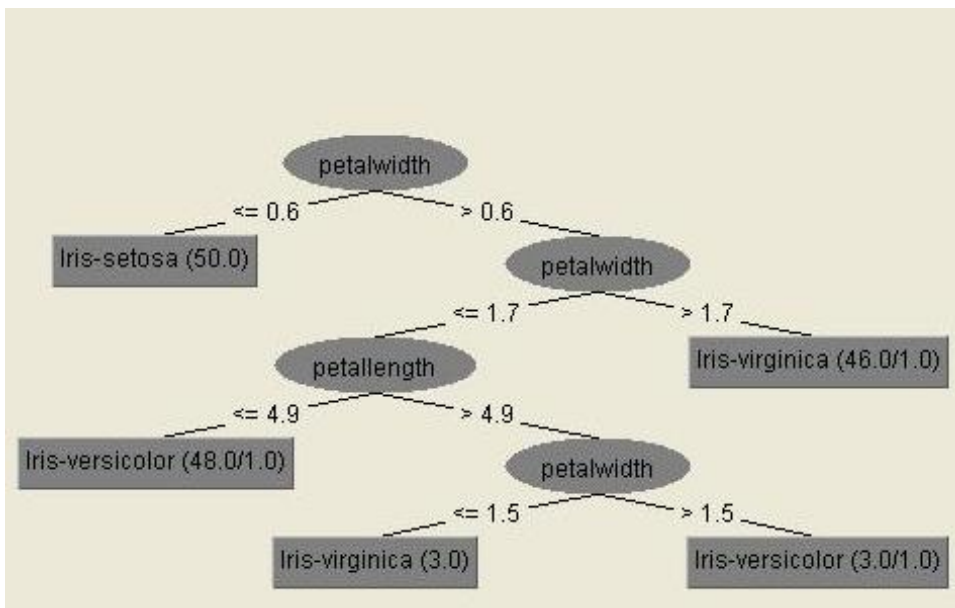 petalwidth
<= 0.6
> 0.6
Iris-setosa (50.0)
petalwidth
<= 1.7
> 1.7
petallength
Iris-virginica (46.0/1.0)
<= 4.9
> 4.9
Iris-versicolor (48.0/1.0)
petalwidth
<= 1.5
> 1.5
Iris-virginica (3.0)
Iris-versicolor (3.0/1.0)